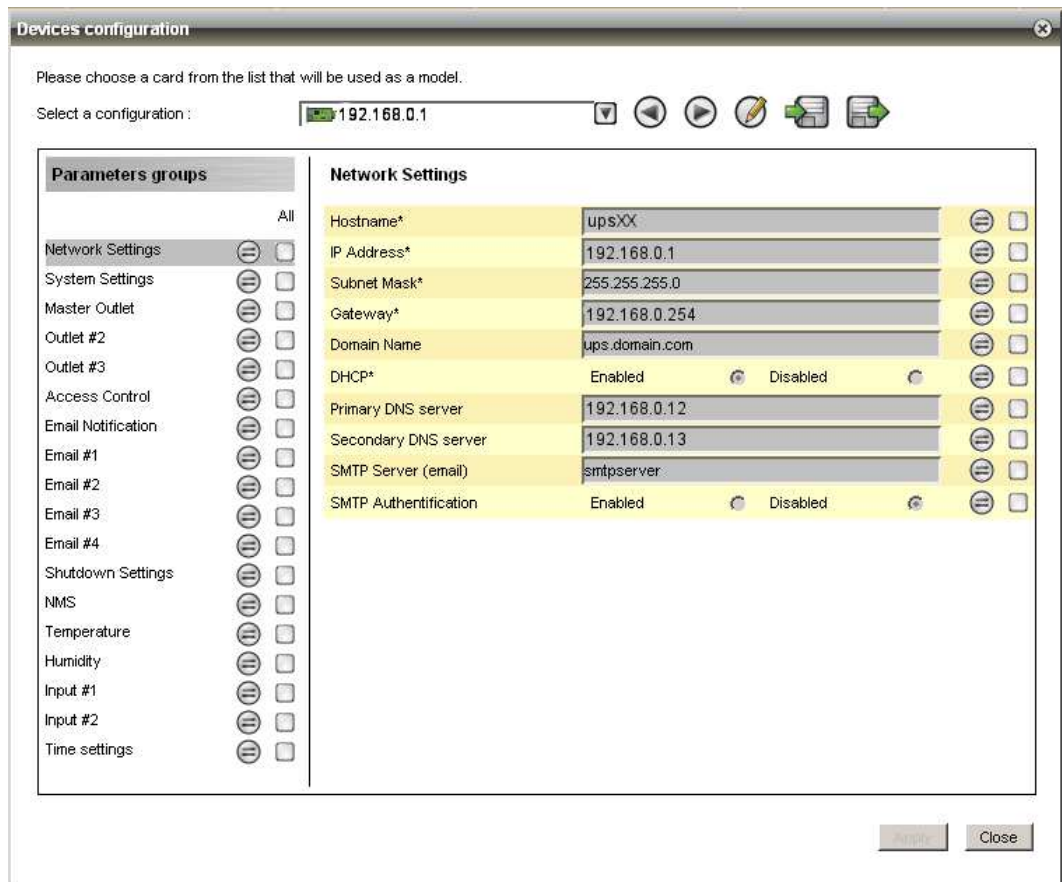 Devices configuration
Please choose a card from the list that will be used as a model.
Select a configuration :
192.168.0.1
Parameters groups
All
Network Settings
System Settings
Master Outlet
Outlet #2
Outlet #3
Access Control
Email Notification
Email #1
Email #2
Email #3
Email #4
Shutdown Settings
NMS
Temperature
Humidity
Input #1
Input #2
Time settings
Network Settings
Hostname* upsXX
IP Address* 192.168.0.1
Subnet Mask* 255.255.255.0
Gateway* 192.168.0.254
Domain Name ups.domain.com
DHCP* Enabled Disabled
Primary DNS server 192.168.0.12
Secondary DNS server 192.168.0.13
SMTP Server (email) smtpserver
SMTP Authentification Enabled Disabled
Apply Close